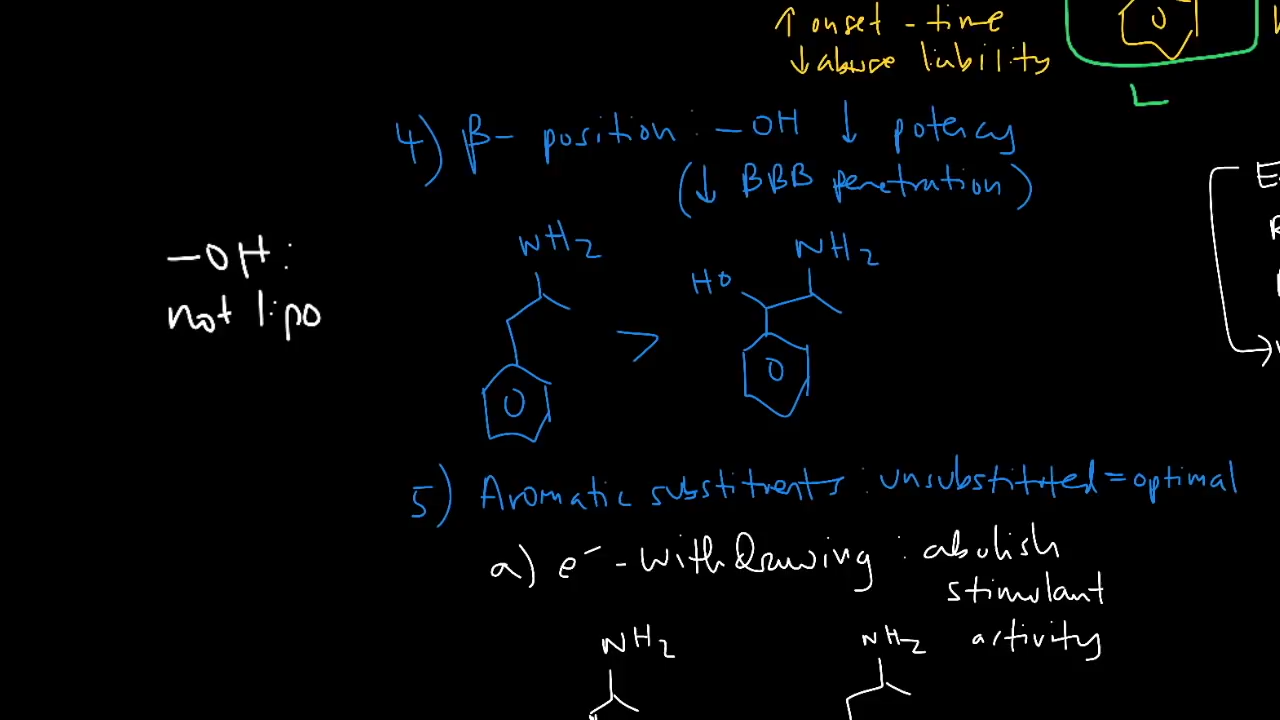 ↑ onset - time
↓ abuse liability
4) β- position : -OH ↓ potency
(↓ BBB penetration)
-OH :
not lipo
NH2
HO
NH2
>
5) Aromatic substituents : unsubstituted = optimal
a) e⁻ - withdrawing : abolish
stimulant
activity
NH2
NH2